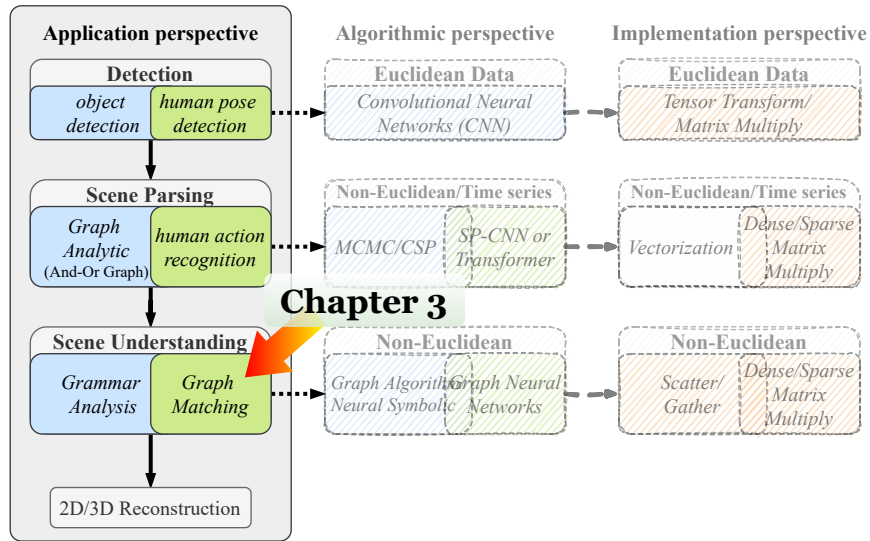 Application perspective
Algorithmic perspective
Implementation perspective
Detection
object
detection
human pose
detection
Euclidean Data
Convolutional Neural
Networks (CNN)
Euclidean Data
Tensor Transform/
Matrix Multiply
Scene Parsing
Graph
Analytic
(And-Or Graph)
human action
recognition
Non-Euclidean/Time series
MCMC/CSP
SP-CNN or
Transformer
Non-Euclidean/Time series
Vectorization
Dense/Sparse
Matrix
Multiply
Chapter 3
Scene Understanding
Grammar
Analysis
Graph
Matching
Non-Euclidean
Graph Algorithm
Neural Symbolic
Graph Neural
Networks
Non-Euclidean
Scatter/
Gather
Dense/Sparse
Matrix
Multiply
2D/3D Reconstruction